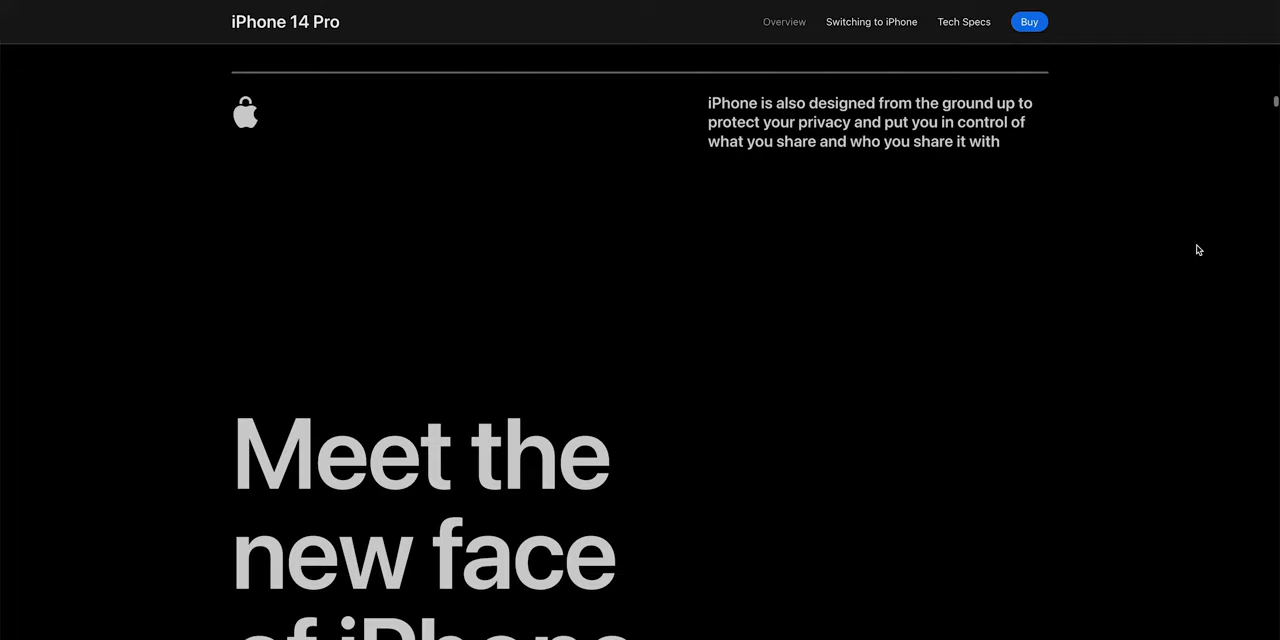 iPhone 14 Pro
Overview
Switching to iPhone
Tech Specs
Buy
iPhone is also designed from the ground up to
protect your privacy and put you in control of
what you share and who you share it with
Meet the
new face
of iPhone